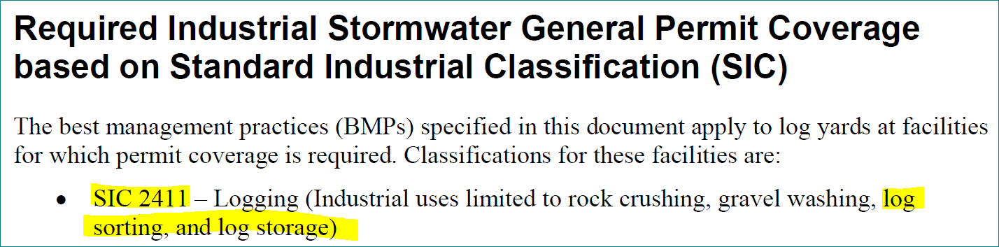 Required Industrial Stormwater General Permit Coverage
based on Standard Industrial Classification (SIC)
The best management practices (BMPs) specified in this document apply to log yards at facilities
for which permit coverage is required. Classifications for these facilities are:
• SIC 2411 – Logging (Industrial uses limited to rock crushing, gravel washing, log
sorting, and log storage)